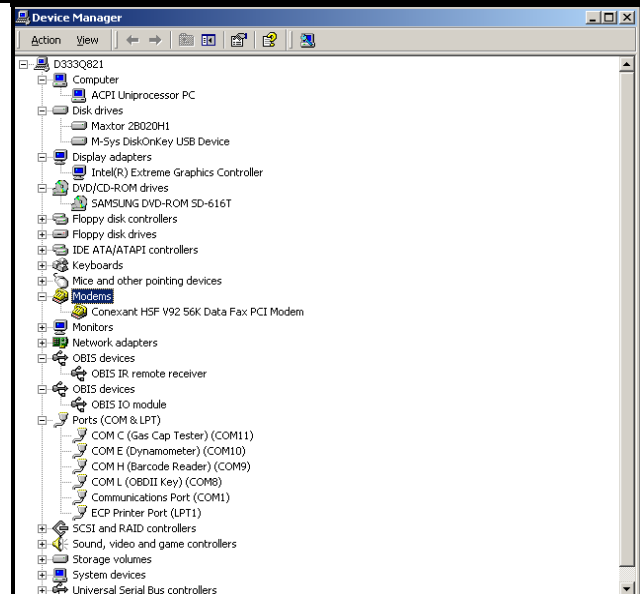 Device Manager
Action View
D333Q821
Computer
ACPI Uniprocessor PC
Disk drives
Maxtor 2B020H1
M-Sys DiskOnKey USB Device
Display adapters
Intel(R) Extreme Graphics Controller
DVD/CD-ROM drives
SAMSUNG DVD-ROM SD-616T
Floppy disk controllers
Floppy disk drives
IDE ATA/ATAPI controllers
Keyboards
Mice and other pointing devices
Modems
Conexant HSF V92 56K Data Fax PCI Modem
Monitors
Network adapters
OBIS devices
OBIS IR remote receiver
OBIS devices
OBIS IO module
Ports (COM & LPT)
COM C (Gas Cap Tester) (COM11)
COM E (Dynamometer) (COM10)
COM H (Barcode Reader) (COM9)
COM L (OBDII Key) (COM8)
Communications Port (COM1)
ECP Printer Port (LPT1)
SCSI and RAID controllers
Sound, video and game controllers
Storage volumes
System devices
Universal Serial Bus controllers